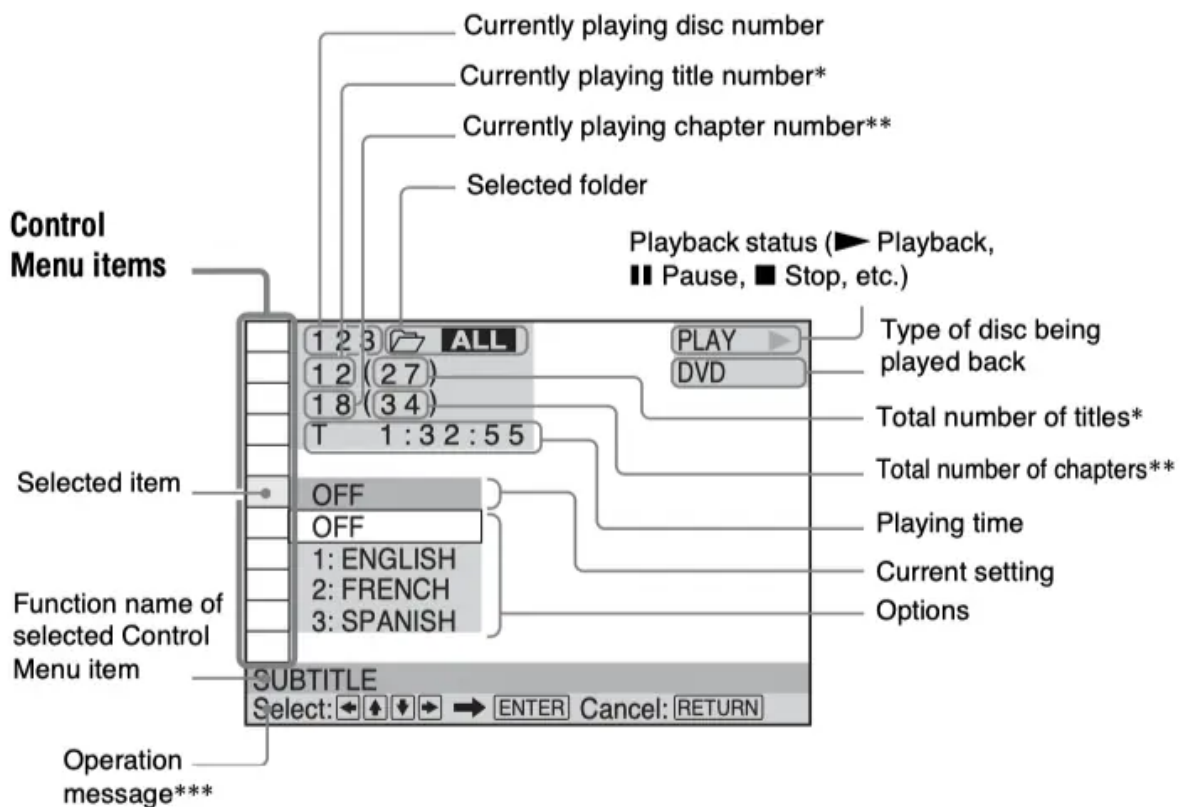 Currently playing disc number
Currently playing title number*
Currently playing chapter number**
Selected folder
Control
Menu items
Playback status (► Playback,
❚❚ Pause, ■ Stop, etc.)
Type of disc being
played back
Total number of titles*
Total number of chapters**
Playing time
Current setting
Options
Selected item
Function name of
selected Control
Menu item
Operation
message***
1 2 3 ALL
PLAY ►
1 2 ( 2 7 )
DVD
1 8 ( 3 4 )
T 1 : 3 2 : 5 5
OFF
OFF
1: ENGLISH
2: FRENCH
3: SPANISH
SUBTITLE
Select: ← ↑ ↓ → ➡ ENTER Cancel: RETURN